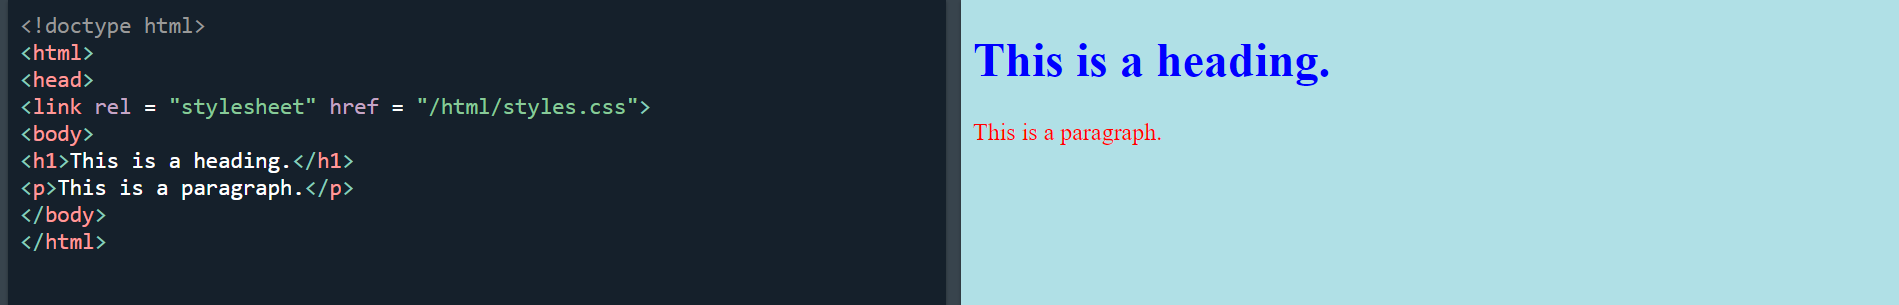 <!doctype html>
<html>
<head>
<link rel = "stylesheet" href = "/html/styles.css">
<body>
<h1>This is a heading.</h1>
<p>This is a paragraph.</p>
</body>
</html>
This is a heading.
This is a paragraph.